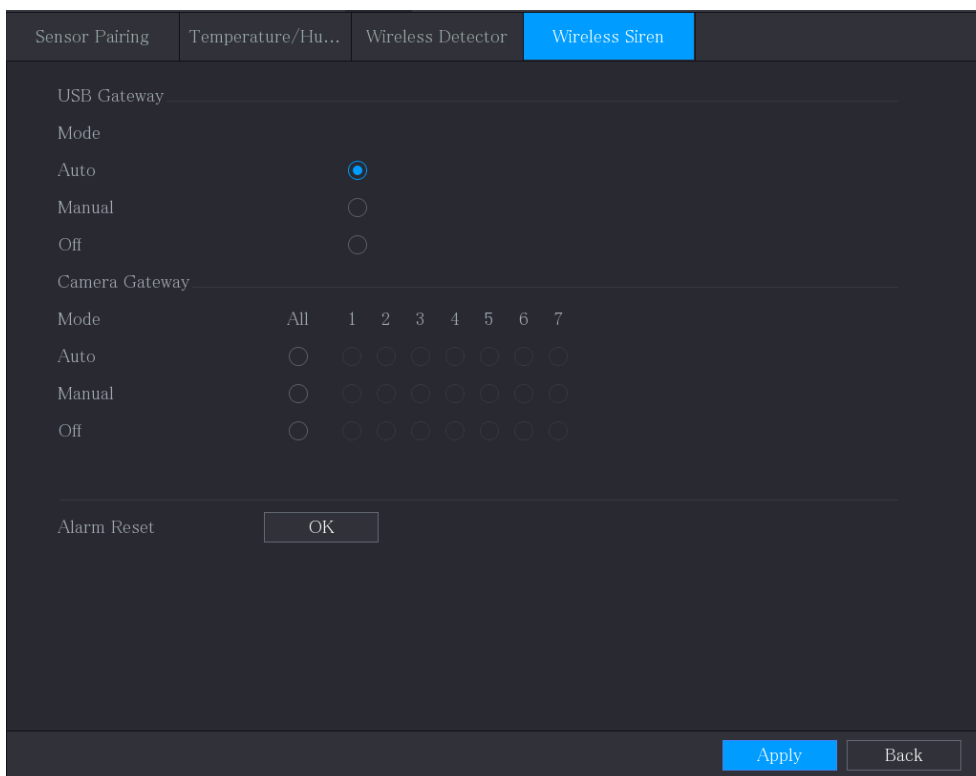 Sensor Pairing Temperature/Hu... Wireless Detector Wireless Siren
USB Gateway
Mode
Auto
Manual
Off
Camera Gateway
Mode All 1 2 3 4 5 6 7
Auto
Manual
Off
Alarm Reset OK
Apply Back